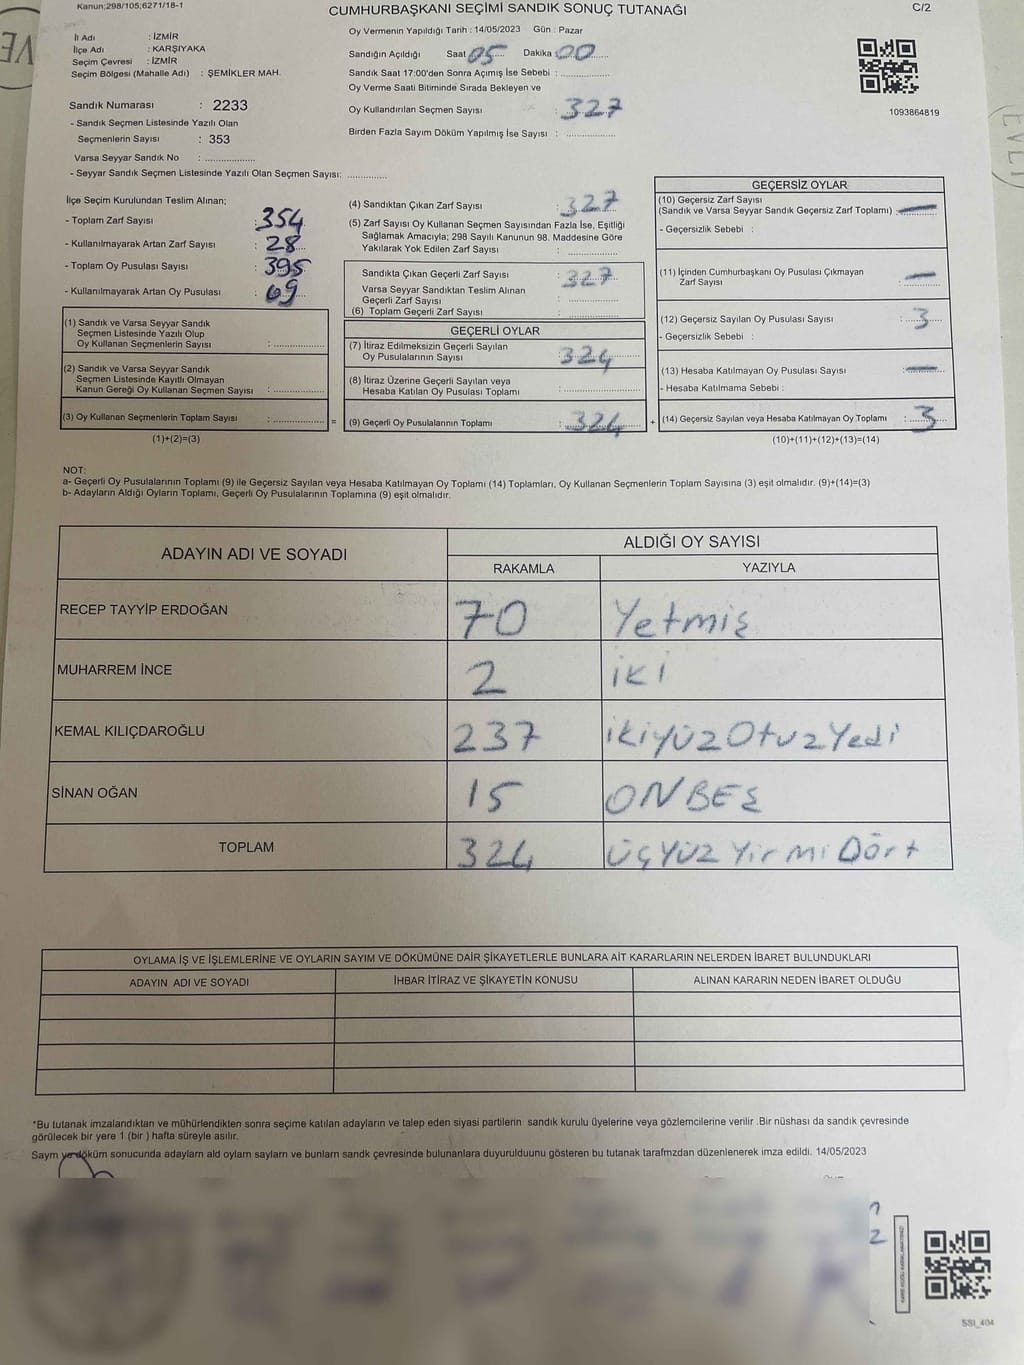 Kanun;298/105;6271/18-1
CUMHURBAŞKANI SEÇİMİ SANDIK SONUÇ TUTANAĞI
C/2
İl Adı : İZMİR
İlçe Adı : KARŞIYAKA
Seçim Çevresi : İZMİR
Seçim Bölgesi (Mahalle Adı) : ŞEMİKLER MAH.
Sandık Numarası : 2233
- Sandık Seçmen Listesinde Yazılı Olan
Seçmenlerin Sayısı : 353
Varsa Seyyar Sandık No : ..................
- Seyyar Sandık Seçmen Listesinde Yazılı Olan Seçmen Sayısı: .............
Oy Vermenin Yapıldığı Tarih : 14/05/2023 Gün : Pazar
Sandığın Açıldığı Saat 05 Dakika 00
Sandık Saat 17:00'den Sonra Açımış İse Sebebi : ................
Oy Verme Saati Bitiminde Sırada Bekleyen ve
Oy Kullandırılan Seçmen Sayısı : 327
Birden Fazla Sayım Döküm Yapılmış İse Sayısı : ................
1093864819
EVET
İlçe Seçim Kurulundan Teslim Alınan;
- Toplam Zarf Sayısı : 354
- Kullanılmayarak Artan Zarf Sayısı : 28
- Toplam Oy Pusulası Sayısı : 395
- Kullanılmayarak Artan Oy Pusulası : 69
(1) Sandık ve Varsa Seyyar Sandık
Seçmen Listesinde Yazılı Olup
Oy Kullanan Seçmenlerin Sayısı : ................
(2) Sandık ve Varsa Seyyar Sandık
Seçmen Listesinde Kayıtlı Olmayan
Kanun Gereği Oy Kullanan Seçmen Sayısı : ................
(3) Oy Kullanan Seçmenlerin Toplam Sayısı : ................ =
(1)+(2)=(3)
(4) Sandıktan Çıkan Zarf Sayısı : 327
(5) Zarf Sayısı Oy Kullanan Seçmen Sayısından Fazla İse, Eşitliği
Sağlamak Amacıyla; 298 Sayılı Kanunun 98. Maddesine Göre
Yakılarak Yok Edilen Zarf Sayısı : ................
Sandıkta Çıkan Geçerli Zarf Sayısı : 327
Varsa Seyyar Sandıktan Teslim Alınan
Geçerli Zarf Sayısı : ................
(6) Toplam Geçerli Zarf Sayısı : ................
GEÇERLİ OYLAR
(7) İtiraz Edilmeksizin Geçerli Sayılan
Oy Pusulalarının Sayısı : 324
(8) İtiraz Üzerine Geçerli Sayılan veya
Hesaba Katılan Oy Pusulası Toplamı : ................
(9) Geçerli Oy Pusulalarının Toplamı : 324 +
GEÇERSİZ OYLAR
(10) Geçersiz Zarf Sayısı
(Sandık ve Varsa Seyyar Sandık Geçersiz Zarf Toplamı) : —
- Geçersizlik Sebebi :
(11) İçinden Cumhurbaşkanı Oy Pusulası Çıkmayan
Zarf Sayısı : —
(12) Geçersiz Sayılan Oy Pusulası Sayısı : 3
- Geçersizlik Sebebi :
(13) Hesaba Katılmayan Oy Pusulası Sayısı : —
- Hesaba Katılmama Sebebi :
(14) Geçersiz Sayılan veya Hesaba Katılmayan Oy Toplamı : 3
(10)+(11)+(12)+(13)=(14)
NOT:
a- Geçerli Oy Pusulalarının Toplamı (9) ile Geçersiz Sayılan veya Hesaba Katılmayan Oy Toplamı (14) Toplamları, Oy Kullanan Seçmenlerin Toplam Sayısına (3) eşit olmalıdır. (9)+(14)=(3)
b- Adayların Aldığı Oyların Toplamı, Geçerli Oy Pusulalarının Toplamına (9) eşit olmalıdır.
ADAYIN ADI VE SOYADI ALDIĞI OY SAYISI
RAKAMLA YAZIYLA
RECEP TAYYİP ERDOĞAN 70 Yetmiş
MUHARREM İNCE 2 iki
KEMAL KILIÇDAROĞLU 237 ikiyüzOtuzYedi
SİNAN OĞAN 15 ONBEŞ
TOPLAM 324 üçyüz YirmiDört
OYLAMA İŞ VE İŞLEMLERİNE VE OYLARIN SAYIM VE DÖKÜMÜNE DAİR ŞİKAYETLERLE BUNLARA AİT KARARLARIN NELERDEN İBARET BULUNDUKLARI
ADAYIN ADI VE SOYADI İHBAR İTİRAZ VE ŞİKAYETİN KONUSU ALINAN KARARIN NEDEN İBARET OLDUĞU
*Bu tutanak imzalandıktan ve mühürlendikten sonra seçime katılan adayların ve talep eden siyasi partilerin sandık kurulu üyelerine veya gözlemcilerine verilir .Bir nüshası da sandık çevresinde
görülecek bir yere 1 (bir ) hafta süreyle asılır.
Sayım ve döküm sonucunda adayların ald oyların sayların ve bunların sandk çevresinde bulunanlara duyurulduunu gösteren bu tutanak tarafmzdan düzenlenerek imza edildi. 14/05/2023
2
SSI_404